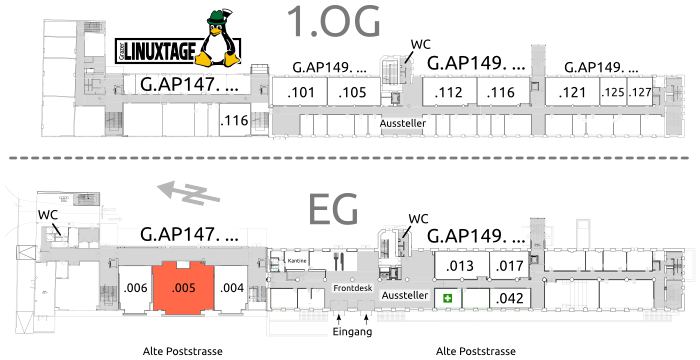 1.OG
Grazer
LINUXTAGE
WC
G.AP147. ...
G.AP149. ...
G.AP149. ...
G.AP149. ...
.101
.105
.112
.116
.121
.125
.127
.116
Aussteller
EG
WC
G.AP147. ...
WC
G.AP149. ...
Kantine
.013
.017
.006
.005
.004
Frontdesk
Aussteller
.042
Eingang
Alte Poststrasse
Alte Poststrasse